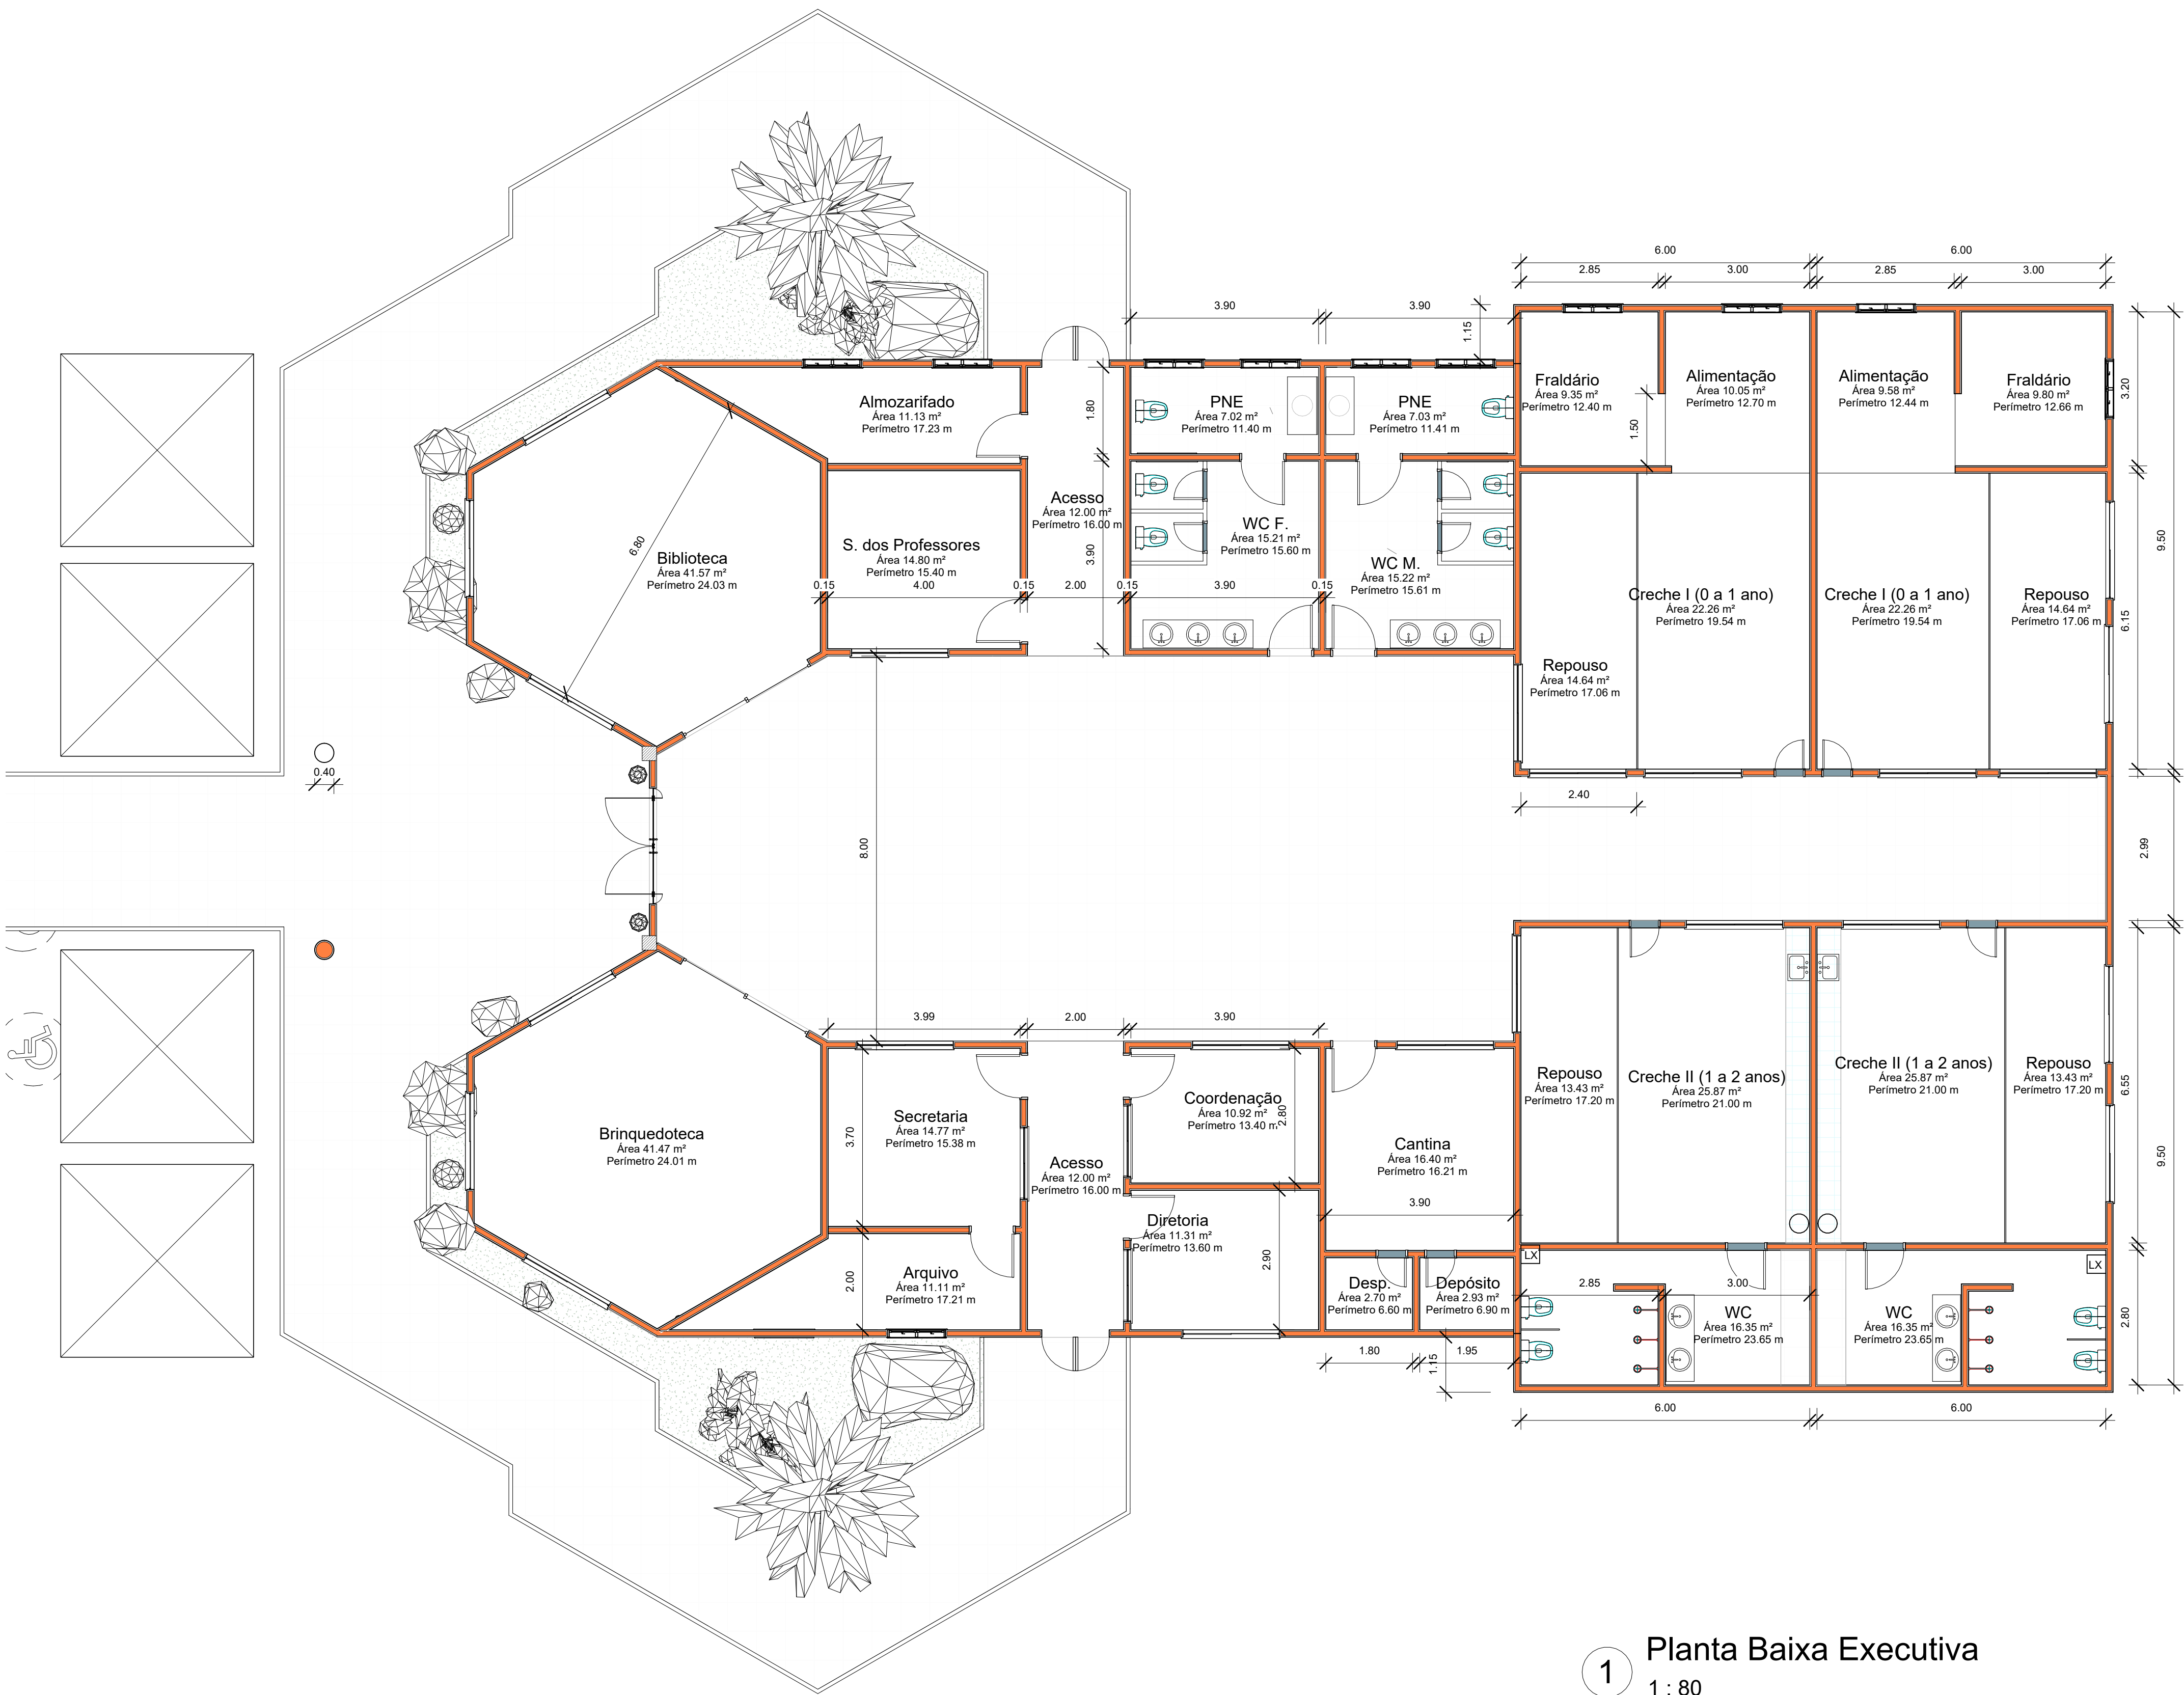 6.00
6.00
2.85
3.00
2.85
3.00
3.90
3.90
1.15
Fraldário
Área 9.35 m²
Perímetro 12.40 m
Alimentação
Área 10.05 m²
Perímetro 12.70 m
Alimentação
Área 9.58 m²
Perímetro 12.44 m
Fraldário
Área 9.80 m²
Perímetro 12.66 m
3.20
Almozarifado
Área 11.13 m²
Perímetro 17.23 m
1.80
PNE
Área 7.02 m²
Perímetro 11.40 m
PNE
Área 7.03 m²
Perímetro 11.41 m
1.50
6.80
Biblioteca
Área 41.57 m²
Perímetro 24.03 m
S. dos Professores
Área 14.80 m²
Perímetro 15.40 m
Acesso
Área 12.00 m²
Perímetro 16.00 m
3.90
WC F.
Área 15.21 m²
Perímetro 15.60 m
WC M.
Área 15.22 m²
Perímetro 15.61 m
9.50
0.15
4.00
0.15
2.00
0.15
3.90
0.15
Creche I (0 a 1 ano)
Área 22.26 m²
Perímetro 19.54 m
Creche I (0 a 1 ano)
Área 22.26 m²
Perímetro 19.54 m
Repouso
Área 14.64 m²
Perímetro 17.06 m
6.15
Repouso
Área 14.64 m²
Perímetro 17.06 m
0.40
2.40
8.00
2.99
3.99
2.00
3.90
Secretaria
Área 14.77 m²
Perímetro 15.38 m
3.70
Coordenação
Área 10.92 m²
Perímetro 13.40 m
2.80
Repouso
Área 13.43 m²
Perímetro 17.20 m
Creche II (1 a 2 anos)
Área 25.87 m²
Perímetro 21.00 m
Creche II (1 a 2 anos)
Área 25.87 m²
Perímetro 21.00 m
Repouso
Área 13.43 m²
Perímetro 17.20 m
6.55
Brinquedoteca
Área 41.47 m²
Perímetro 24.01 m
Acesso
Área 12.00 m²
Perímetro 16.00 m
Cantina
Área 16.40 m²
Perímetro 16.21 m
9.50
3.90
Diretoria
Área 11.31 m²
Perímetro 13.60 m
2.90
LX
LX
Arquivo
Área 11.11 m²
Perímetro 17.21 m
2.00
Desp.
Área 2.70 m²
Perímetro 6.60 m
Depósito
Área 2.93 m²
Perímetro 6.90 m
2.85
3.00
WC
Área 16.35 m²
Perímetro 23.65 m
WC
Área 16.35 m²
Perímetro 23.65 m
2.80
1.80
1.95
1.15
6.00
6.00
1
Planta Baixa Executiva
1 : 80